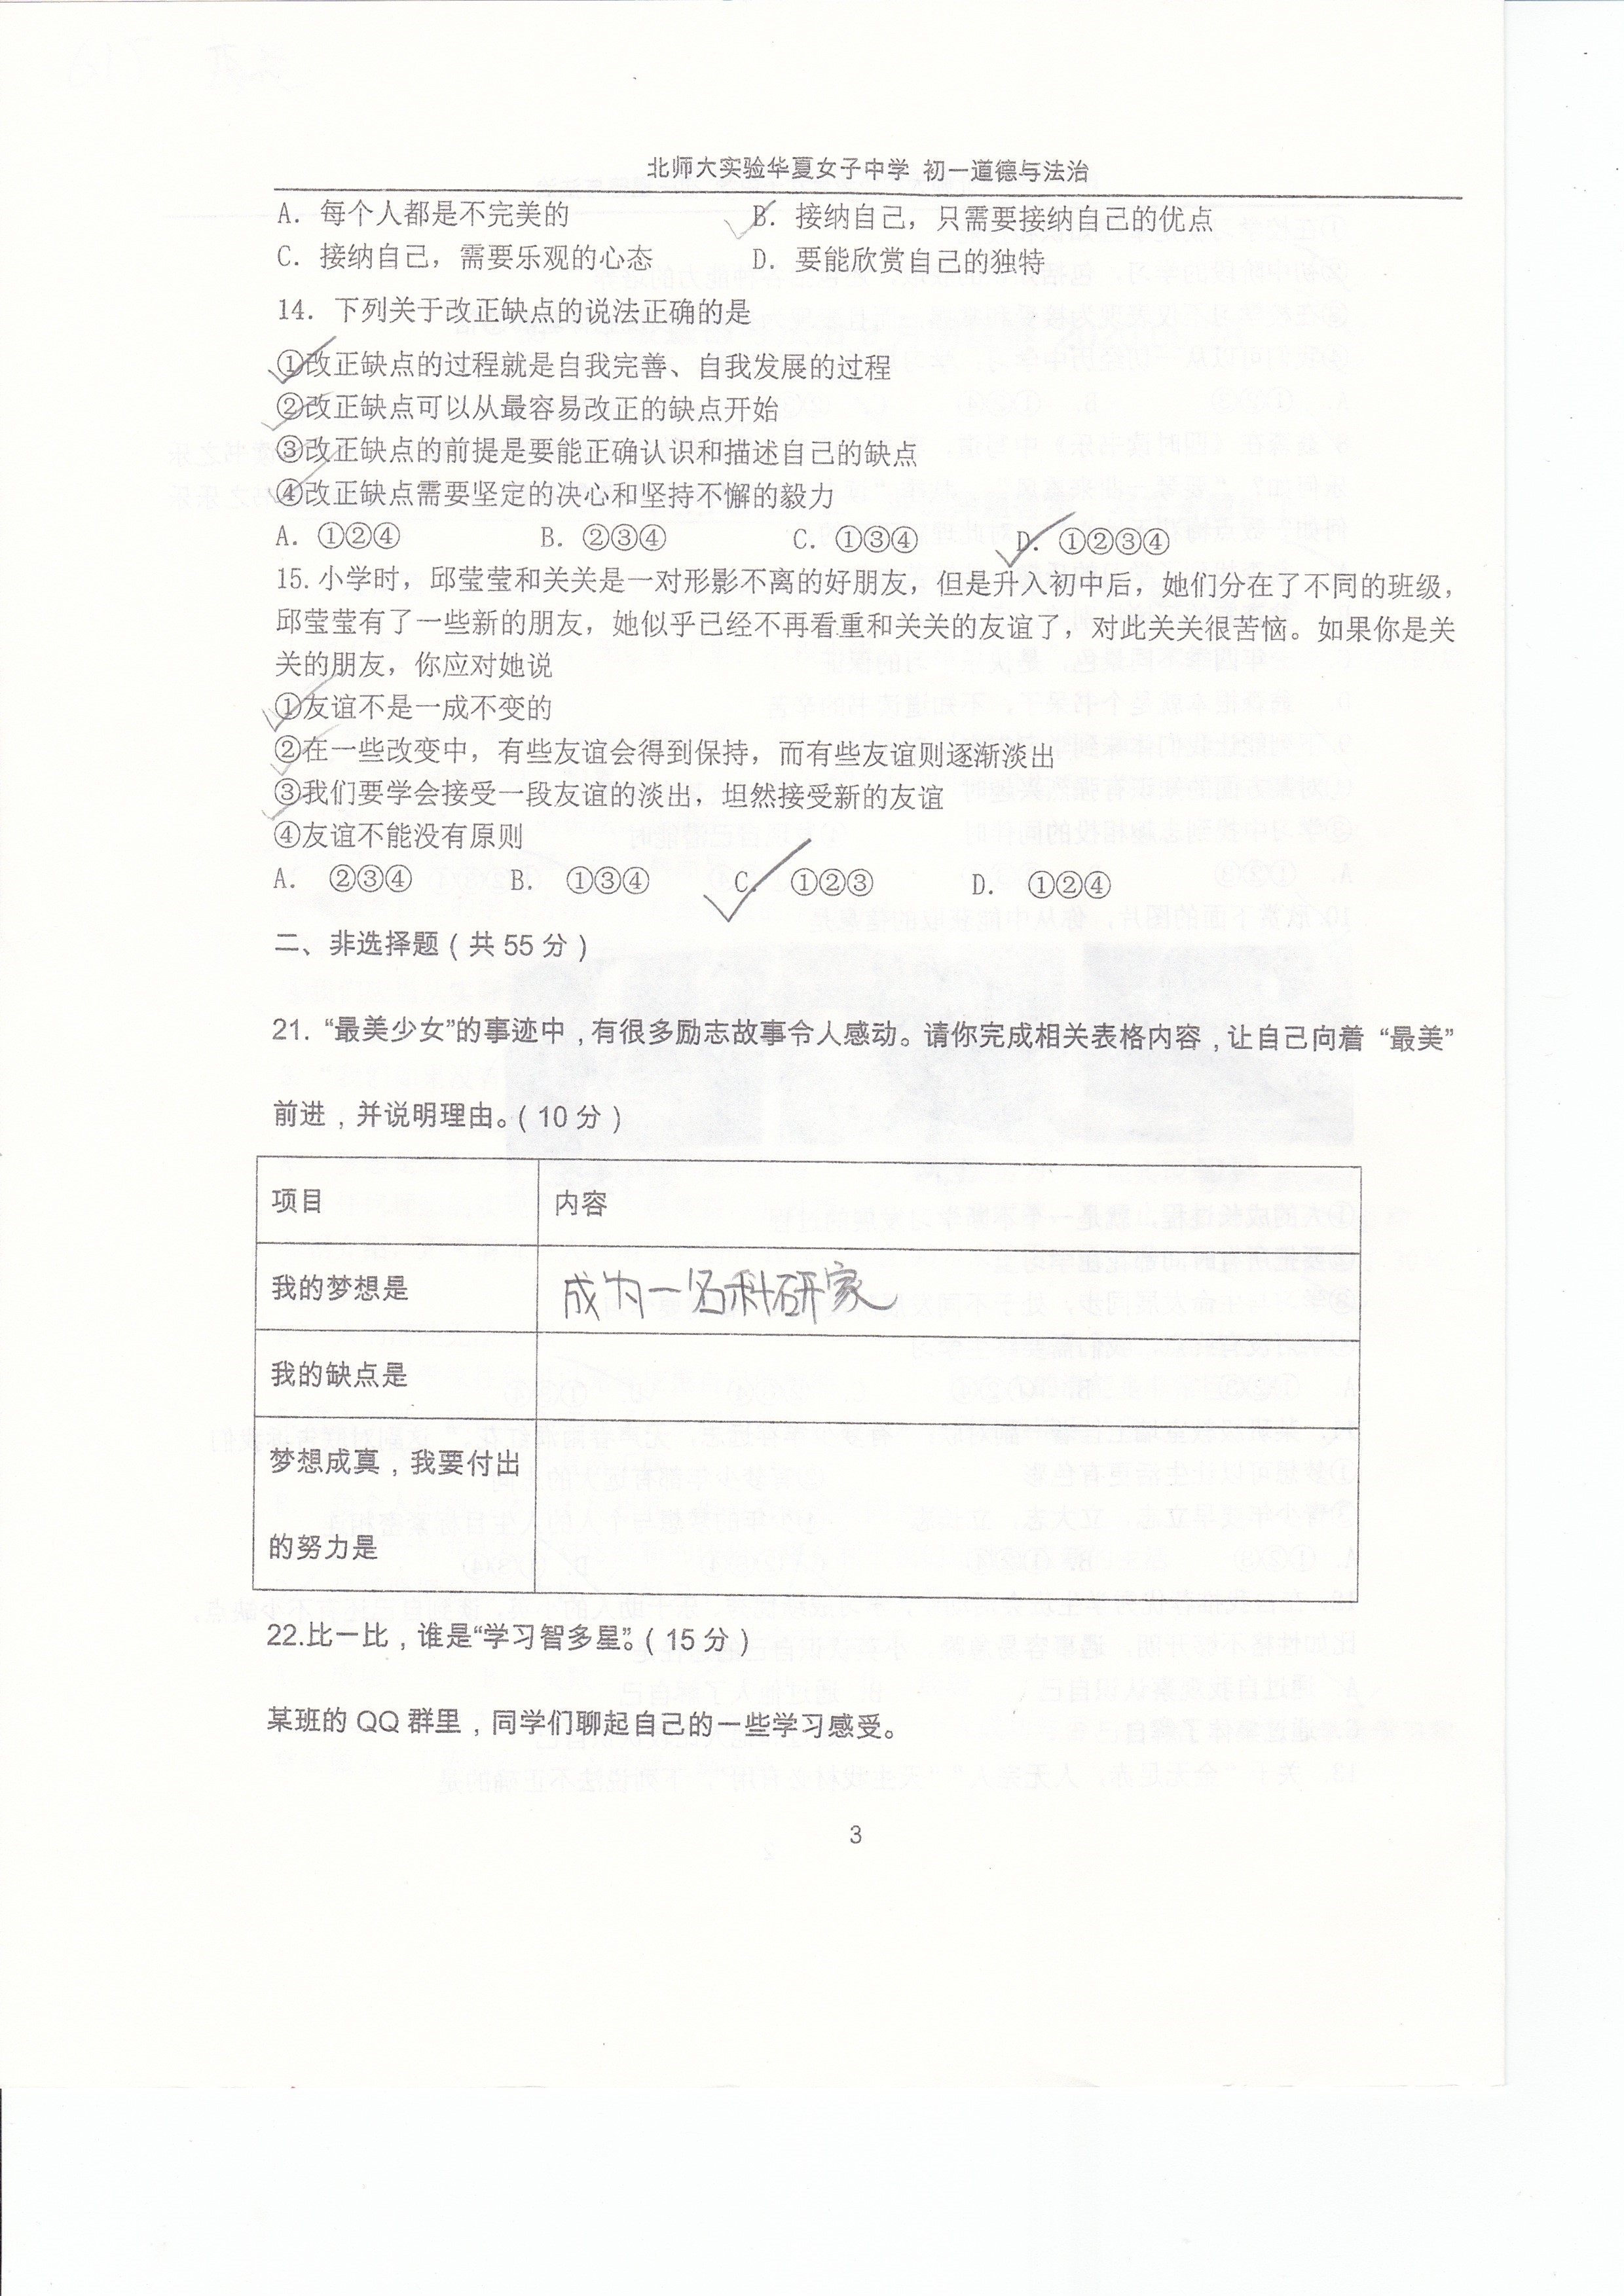 北师大实验华夏女子中学 初一道德与法治
A. 每个人都是不完美的 B. 接纳自己，只需要接纳自己的优点
C. 接纳自己，需要乐观的心态 D. 要能欣赏自己的独特
14. 下列关于改正缺点的说法正确的是
①改正缺点的过程就是自我完善、自我发展的过程
②改正缺点可以从最容易改正的缺点开始
③改正缺点的前提是要能正确认识和描述自己的缺点
④改正缺点需要坚定的决心和坚持不懈的毅力
A. ①②④ B. ②③④ C. ①③④ D. ①②③④
15. 小学时，邱莹莹和关关是一对形影不离的好朋友，但是升入初中后，她们分在了不同的班级，
邱莹莹有了一些新的朋友，她似乎已经不再看重和关关的友谊了，对此关关很苦恼。如果你是关
关的朋友，你应对她说
①友谊不是一成不变的
②在一些改变中，有些友谊会得到保持，而有些友谊则逐渐淡出
③我们要学会接受一段友谊的淡出，坦然接受新的友谊
④友谊不能没有原则
A. ②③④ B. ①③④ C. ①②③ D. ①②④
二、非选择题（共 55 分）
21. “最美少女”的事迹中，有很多励志故事令人感动。请你完成相关表格内容，让自己向着 “最美”
前进，并说明理由。（10 分）
项目 内容
我的梦想是 成为一名科研家
我的缺点是
梦想成真，我要付出
的努力是
22.比一比，谁是“学习智多星”。（15 分）
某班的 QQ 群里，同学们聊起自己的一些学习感受。
3